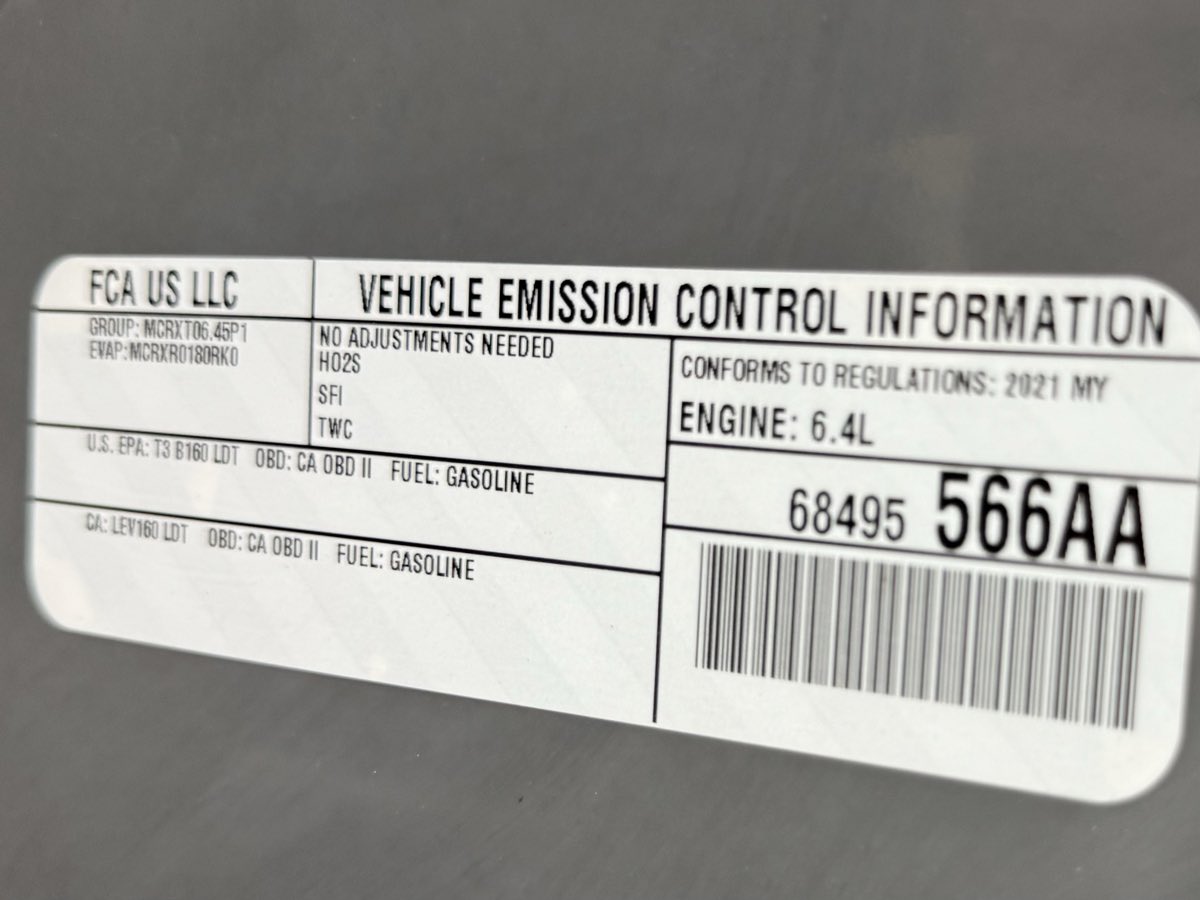 FCA US LLC
VEHICLE EMISSION CONTROL INFORMATION
GROUP: MCRXT06.45P1
EVAP: MCRXR0180RK0
NO ADJUSTMENTS NEEDED
HO2S
SFI
TWC
CONFORMS TO REGULATIONS: 2021 MY
ENGINE: 6.4L
U.S. EPA: T3 B160 LDT OBD: CA OBD II FUEL: GASOLINE
68495 566AA
CA: LEV160 LDT OBD: CA OBD II FUEL: GASOLINE